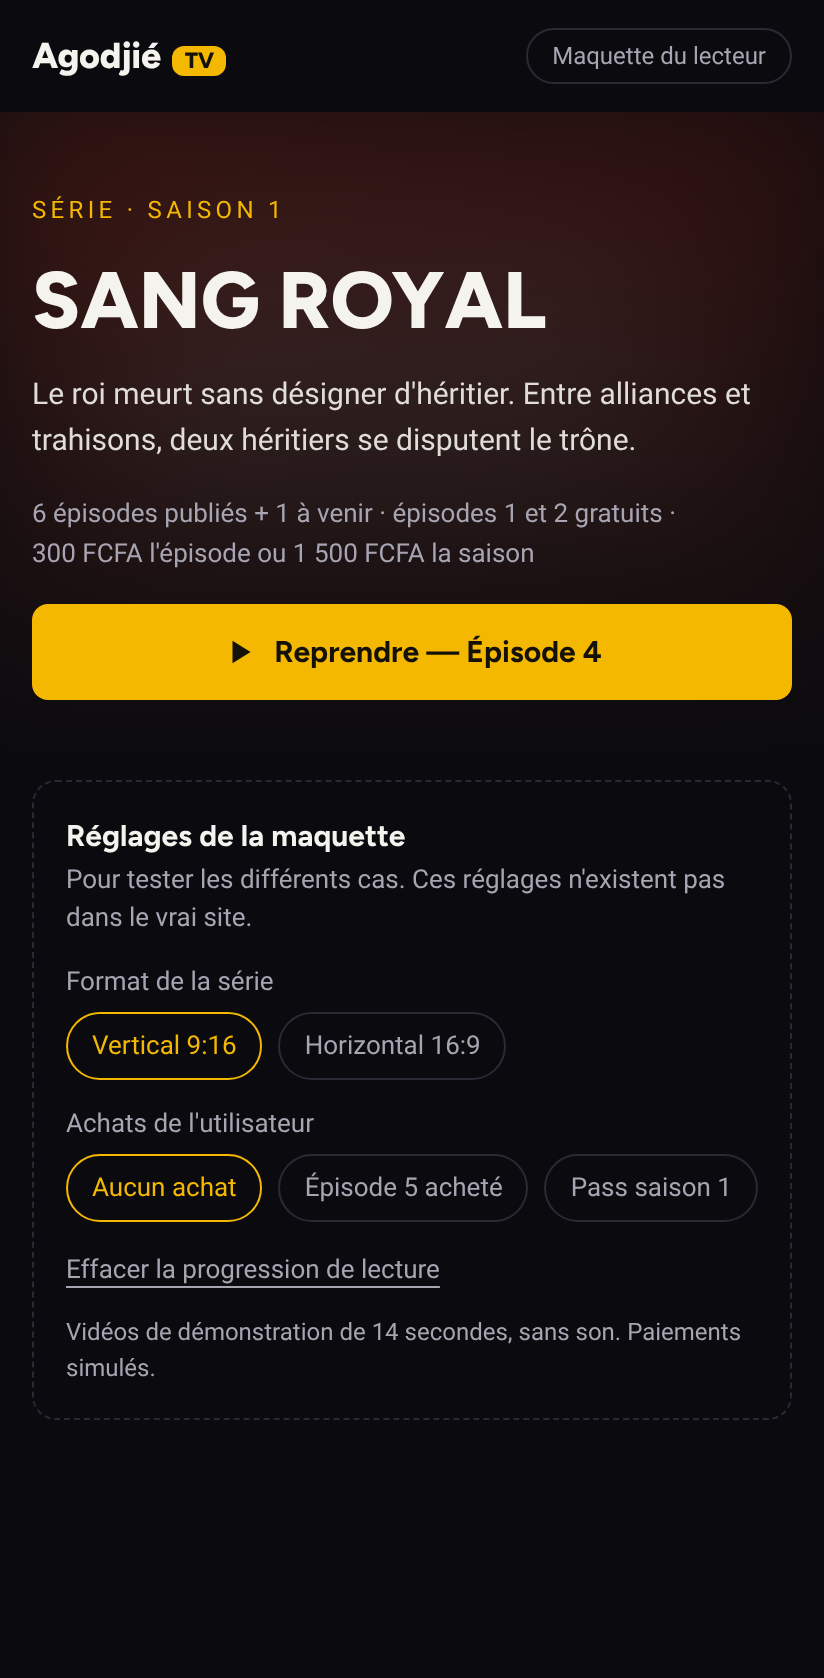 Agodjié TV
Maquette du lecteur
SÉRIE · SAISON 1
SANG ROYAL
Le roi meurt sans désigner d'héritier. Entre alliances et
trahisons, deux héritiers se disputent le trône.
6 épisodes publiés + 1 à venir · épisodes 1 et 2 gratuits ·
300 FCFA l'épisode ou 1 500 FCFA la saison
Reprendre — Épisode 4
Réglages de la maquette
Pour tester les différents cas. Ces réglages n'existent pas
dans le vrai site.
Format de la série
Vertical 9:16
Horizontal 16:9
Achats de l'utilisateur
Aucun achat
Épisode 5 acheté
Pass saison 1
Effacer la progression de lecture
Vidéos de démonstration de 14 secondes, sans son. Paiements
simulés.